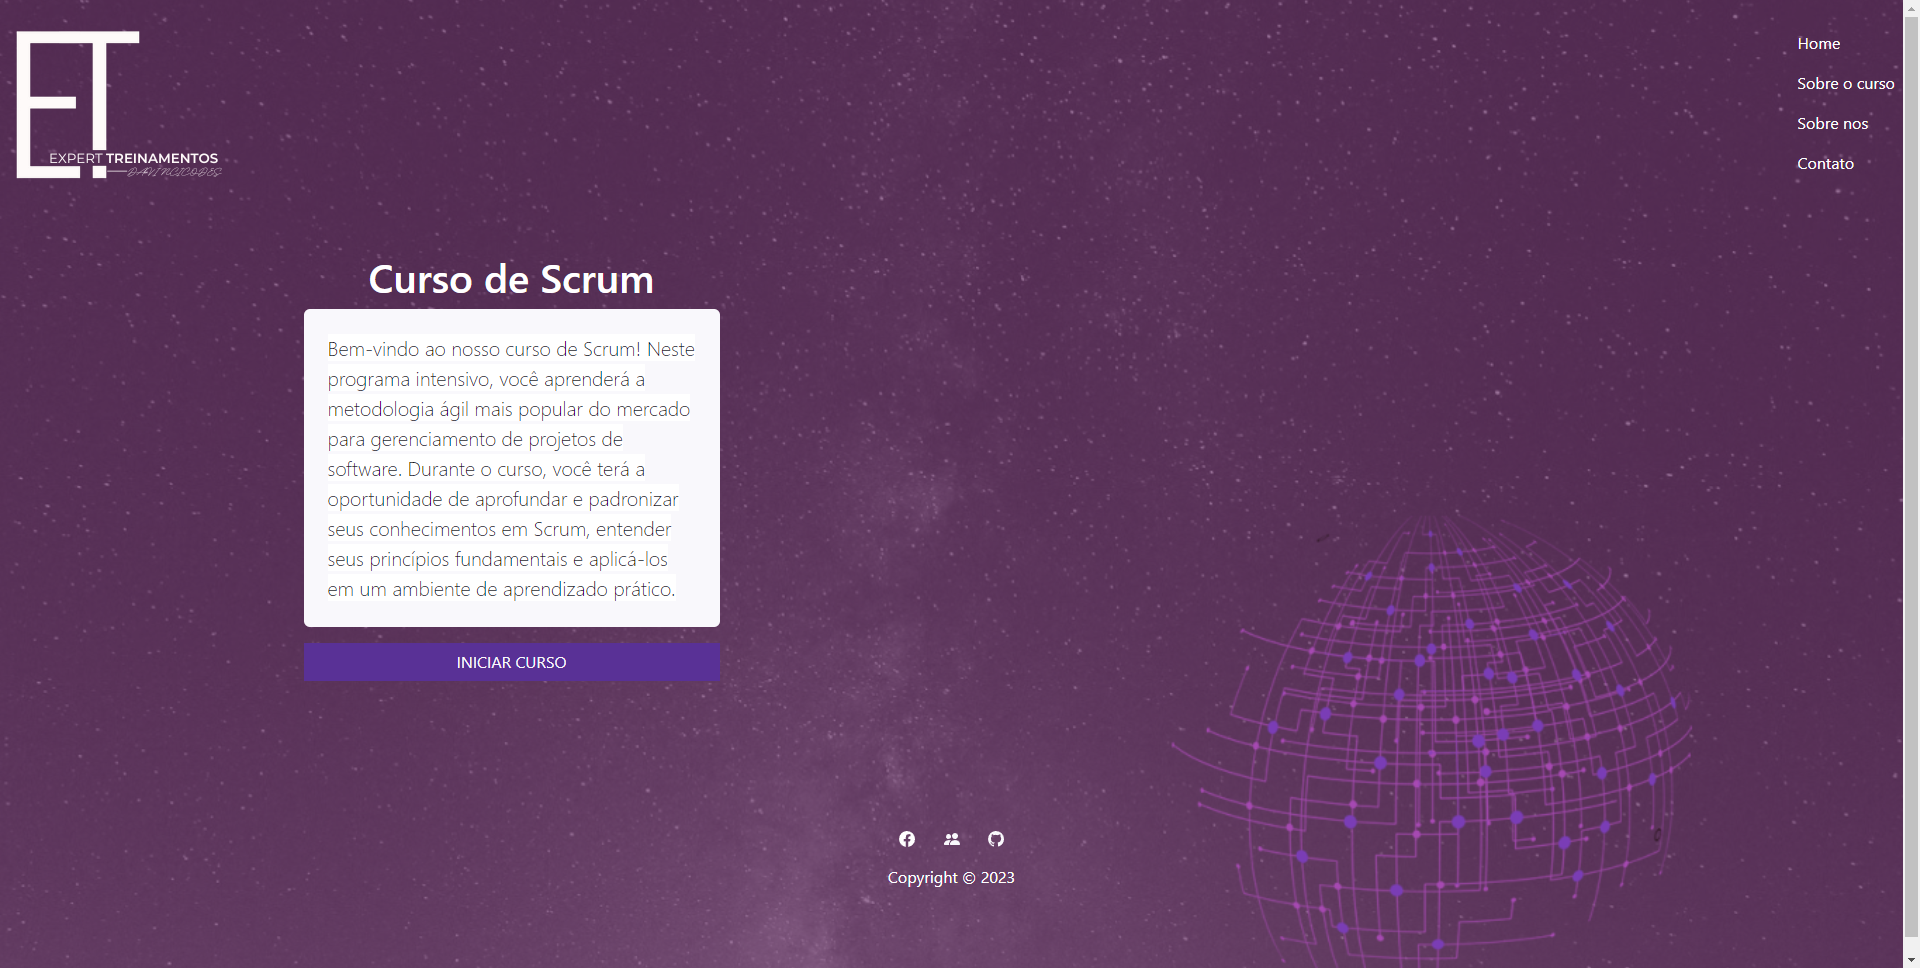 EXPERT TREINAMENTOS
DAVINCICODES
Home
Sobre o curso
Sobre nos
Contato
Curso de Scrum
Bem-vindo ao nosso curso de Scrum! Neste
programa intensivo, você aprenderá a
metodologia ágil mais popular do mercado
para gerenciamento de projetos de
software. Durante o curso, você terá a
oportunidade de aprofundar e padronizar
seus conhecimentos em Scrum, entender
seus princípios fundamentais e aplicá-los
em um ambiente de aprendizado prático.
INICIAR CURSO
Copyright © 2023